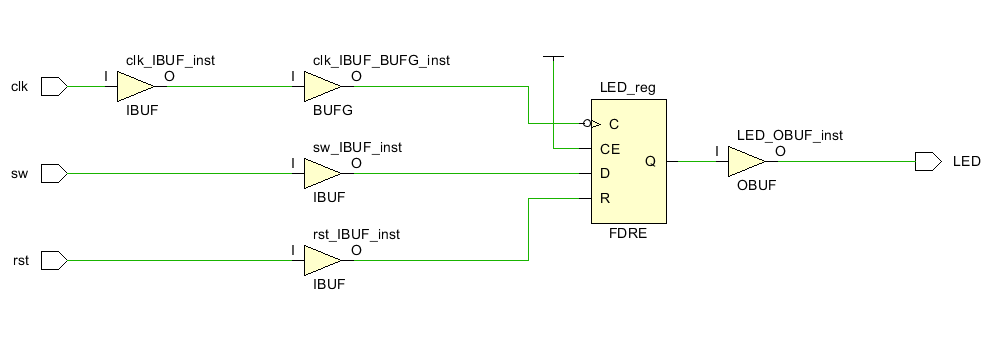 clk
I
clk_IBUF_inst
O
IBUF
I
clk_IBUF_BUFG_inst
O
BUFG
sw
I
sw_IBUF_inst
O
IBUF
rst
I
rst_IBUF_inst
O
IBUF
LED_reg
C
CE
D
R
Q
FDRE
I
LED_OBUF_inst
O
OBUF
LED